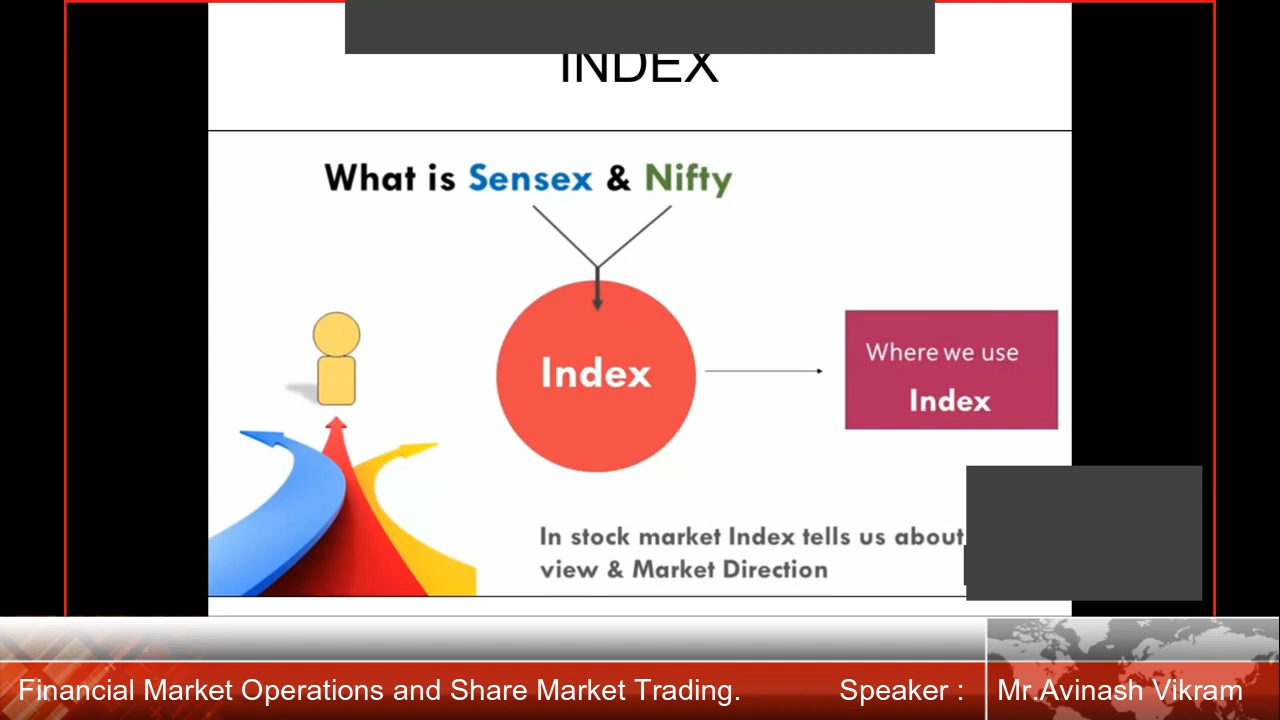 INDEX
What is Sensex & Nifty
Index
Where we use
Index
In stock market Index tells us about
view & Market Direction
Financial Market Operations and Share Market Trading. Speaker : Mr.Avinash Vikram